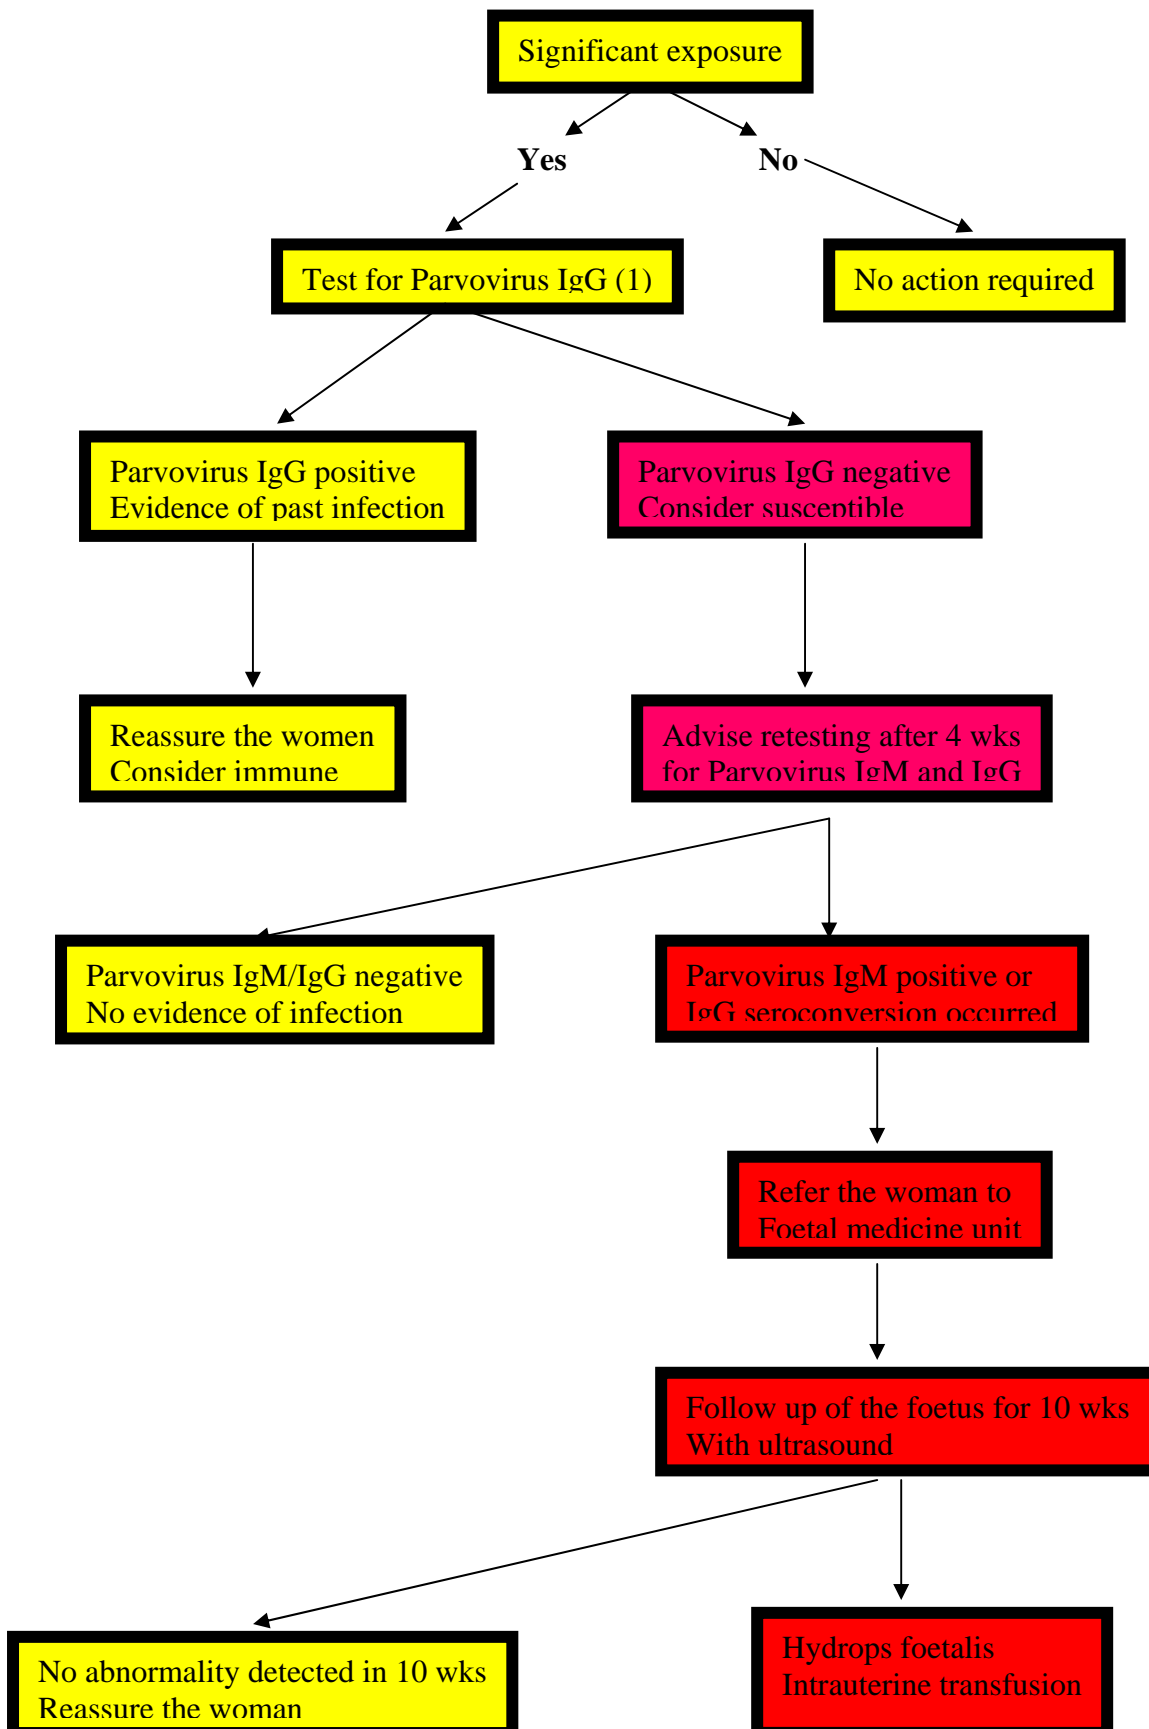 Significant exposure
Yes
No
Test for Parvovirus IgG (1)
No action required
Parvovirus IgG positive
Evidence of past infection
Parvovirus IgG negative
Consider susceptible
Reassure the women
Consider immune
Advise retesting after 4 wks
for Parvovirus IgM and IgG
Parvovirus IgM/IgG negative
No evidence of infection
Parvovirus IgM positive or
IgG seroconversion occurred
Refer the woman to
Foetal medicine unit
Follow up of the foetus for 10 wks
With ultrasound
No abnormality detected in 10 wks
Reassure the woman
Hydrops foetalis
Intrauterine transfusion